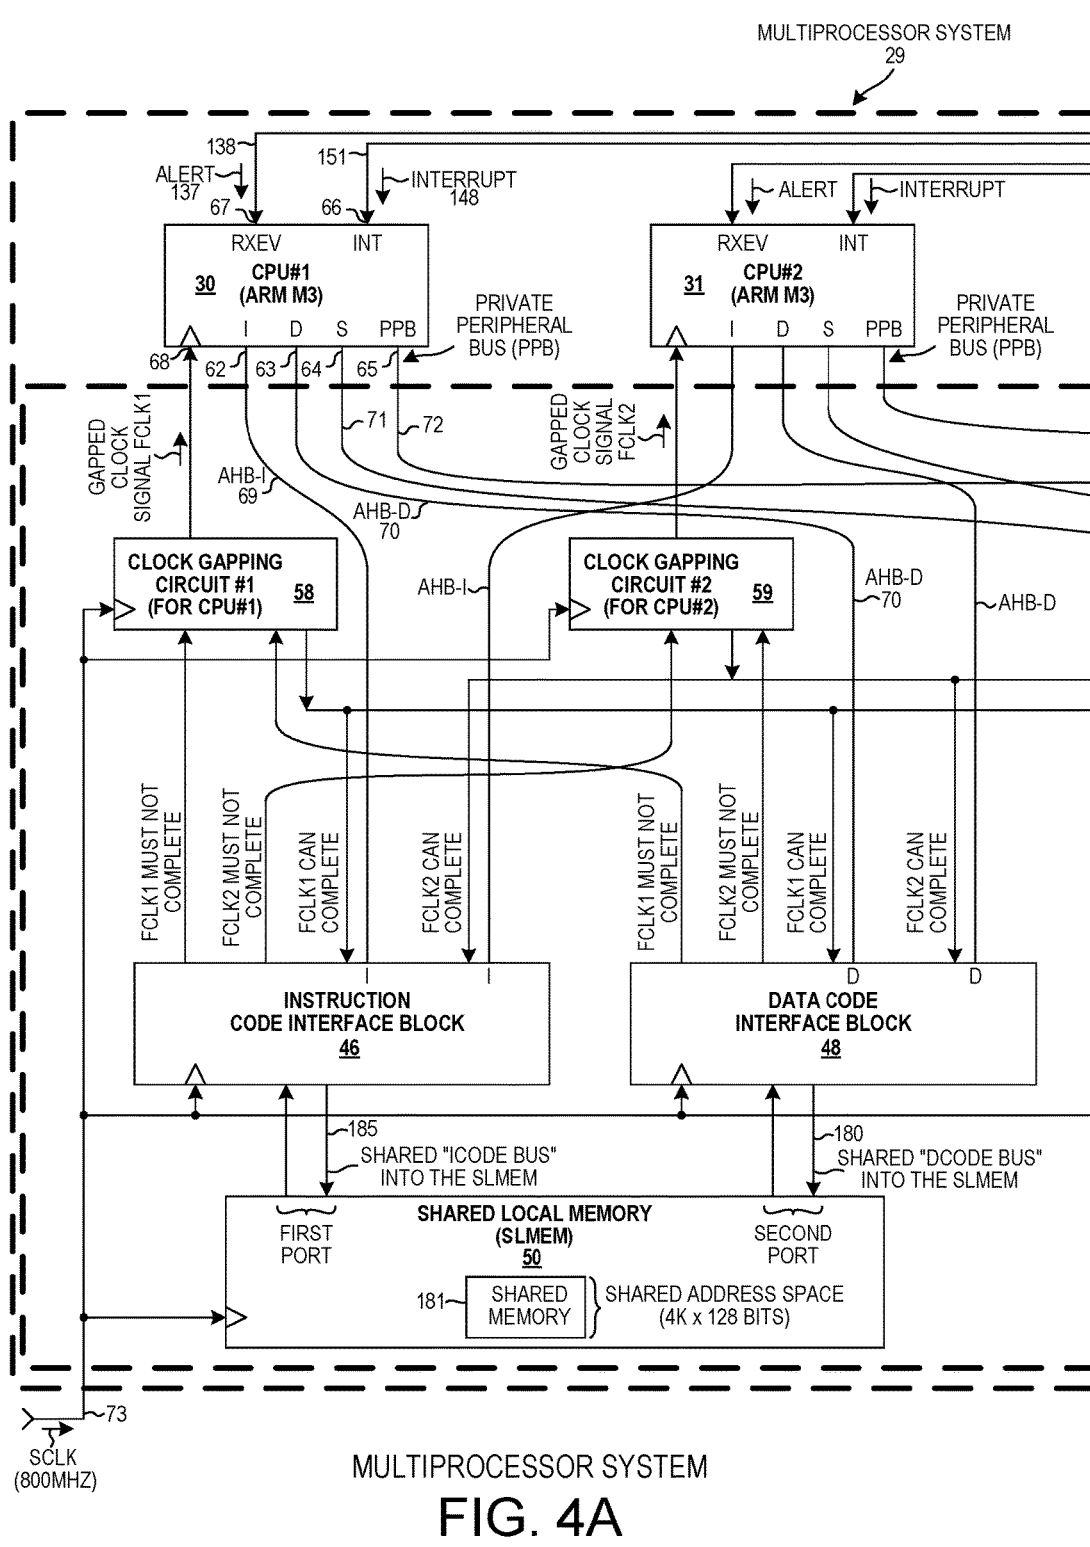 MULTIPROCESSOR SYSTEM
29
138
151
ALERT
137
INTERRUPT
148
ALERT
INTERRUPT
67
66
RXEV
INT
RXEV
INT
30
CPU#1
(ARM M3)
31
CPU#2
(ARM M3)
PRIVATE
PERIPHERAL
BUS (PPB)
PRIVATE
PERIPHERAL
BUS (PPB)
I
D
S
PPB
I
D
S
PPB
68
62
63
64
65
GAPPED
CLOCK
SIGNAL FCLK1
71
72
GAPPED
CLOCK
SIGNAL
FCLK2
AHB-I
69
AHB-D
70
CLOCK GAPPING
CIRCUIT #1
(FOR CPU#1)
58
AHB-I
CLOCK GAPPING
CIRCUIT #2
(FOR CPU#2)
59
AHB-D
70
AHB-D
FCLK1 MUST NOT
COMPLETE
FCLK2 MUST NOT
COMPLETE
FCLK1 CAN
COMPLETE
FCLK2 CAN
COMPLETE
FCLK1 MUST NOT
COMPLETE
FCLK2 MUST NOT
COMPLETE
FCLK1 CAN
COMPLETE
FCLK2 CAN
COMPLETE
I
I
D
D
INSTRUCTION
CODE INTERFACE BLOCK
46
DATA CODE
INTERFACE BLOCK
48
185
SHARED "ICODE BUS"
INTO THE SLMEM
180
SHARED "DCODE BUS"
INTO THE SLMEM
FIRST
PORT
SHARED LOCAL MEMORY
(SLMEM)
50
SECOND
PORT
181
SHARED
MEMORY
SHARED ADDRESS SPACE
(4K x 128 BITS)
73
SCLK
(800MHZ)
MULTIPROCESSOR SYSTEM
FIG. 4A